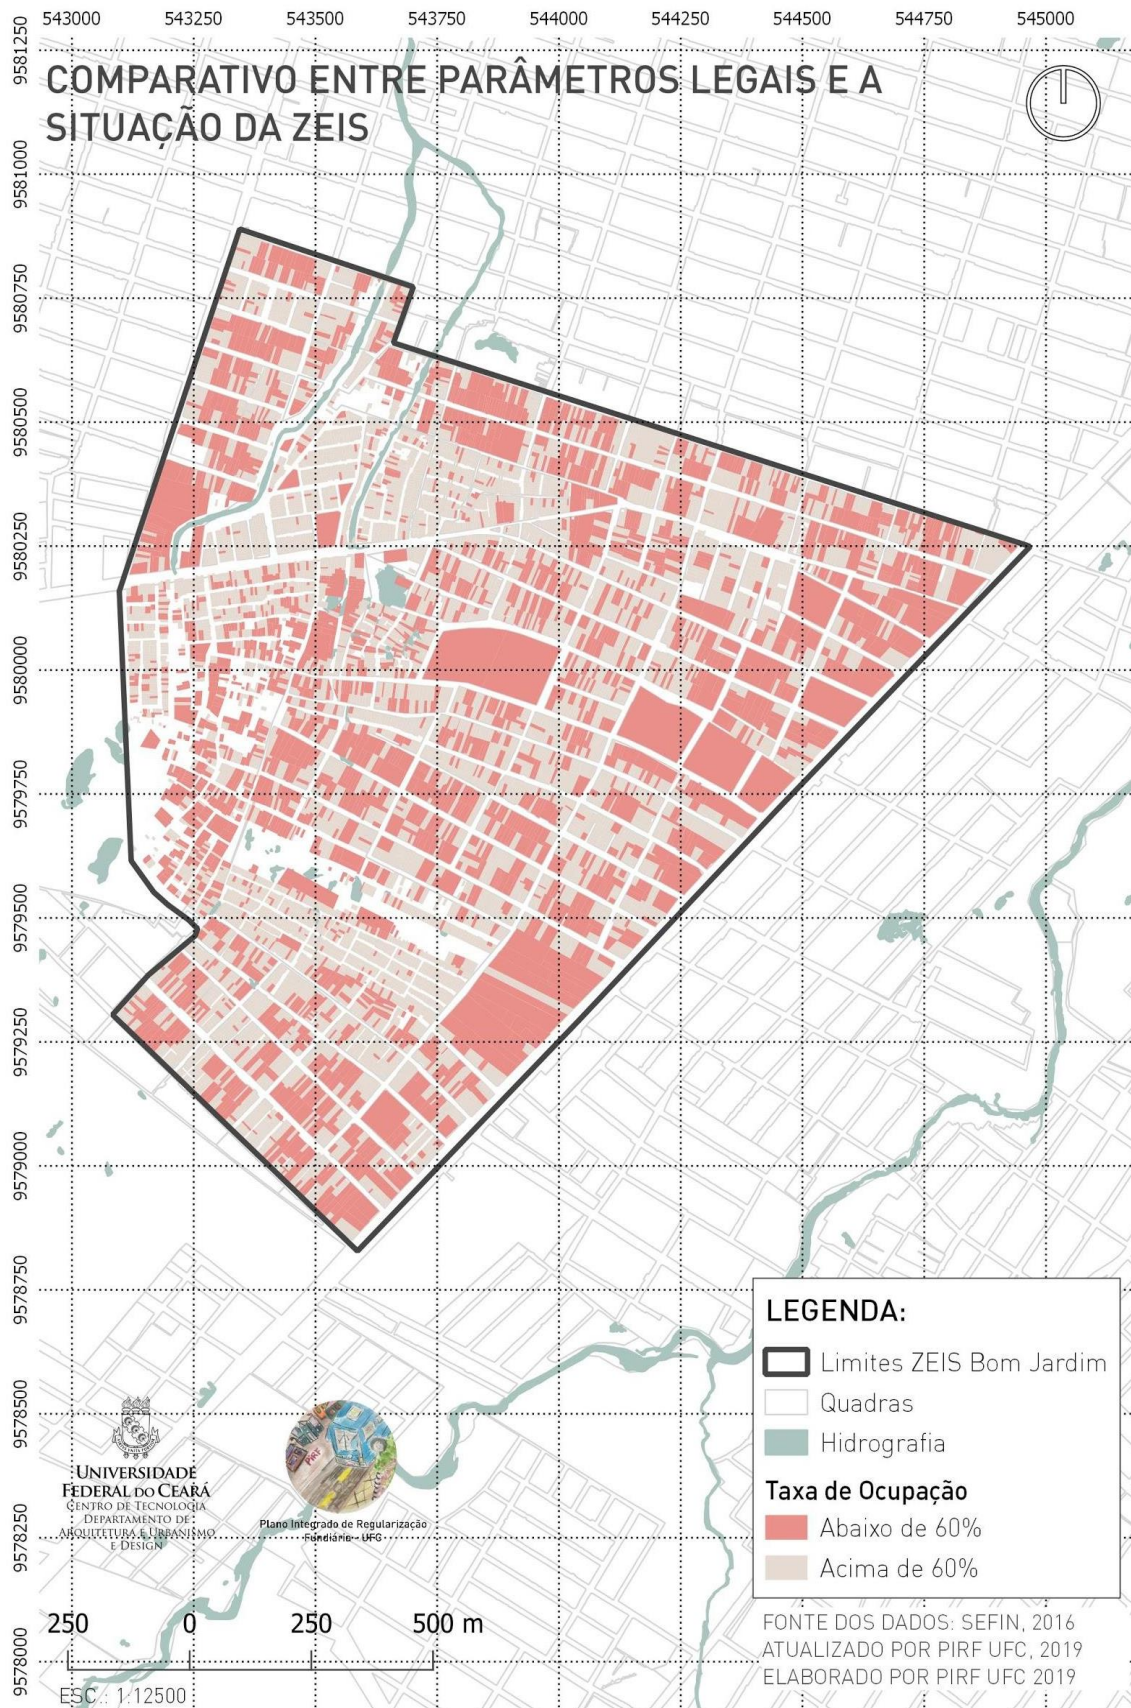 543000 543250 543500 543750 544000 544250 544500 544750 545000
9581250
COMPARATIVO ENTRE PARÂMETROS LEGAIS E A
SITUAÇÃO DA ZEIS
9581000
9580750
9580500
9580250
9580000
9579750
9579500
9579250
9579000
9578750
9578500
9578250
9578000
LEGENDA:
Limites ZEIS Bom Jardim
Quadras
Hidrografia
Taxa de Ocupação
Abaixo de 60%
Acima de 60%
UNIVERSIDADE
FEDERAL DO CEARÁ
CENTRO DE TECNOLOGIA
DEPARTAMENTO DE
ARQUITETURA E URBANISMO
E DESIGN
PIRF
Plano Integrado de Regularização
Fundiária - UFC
250 0 250 500 m
ESC.: 1:12500
FONTE DOS DADOS: SEFIN, 2016
ATUALIZADO POR PIRF UFC, 2019
ELABORADO POR PIRF UFC 2019